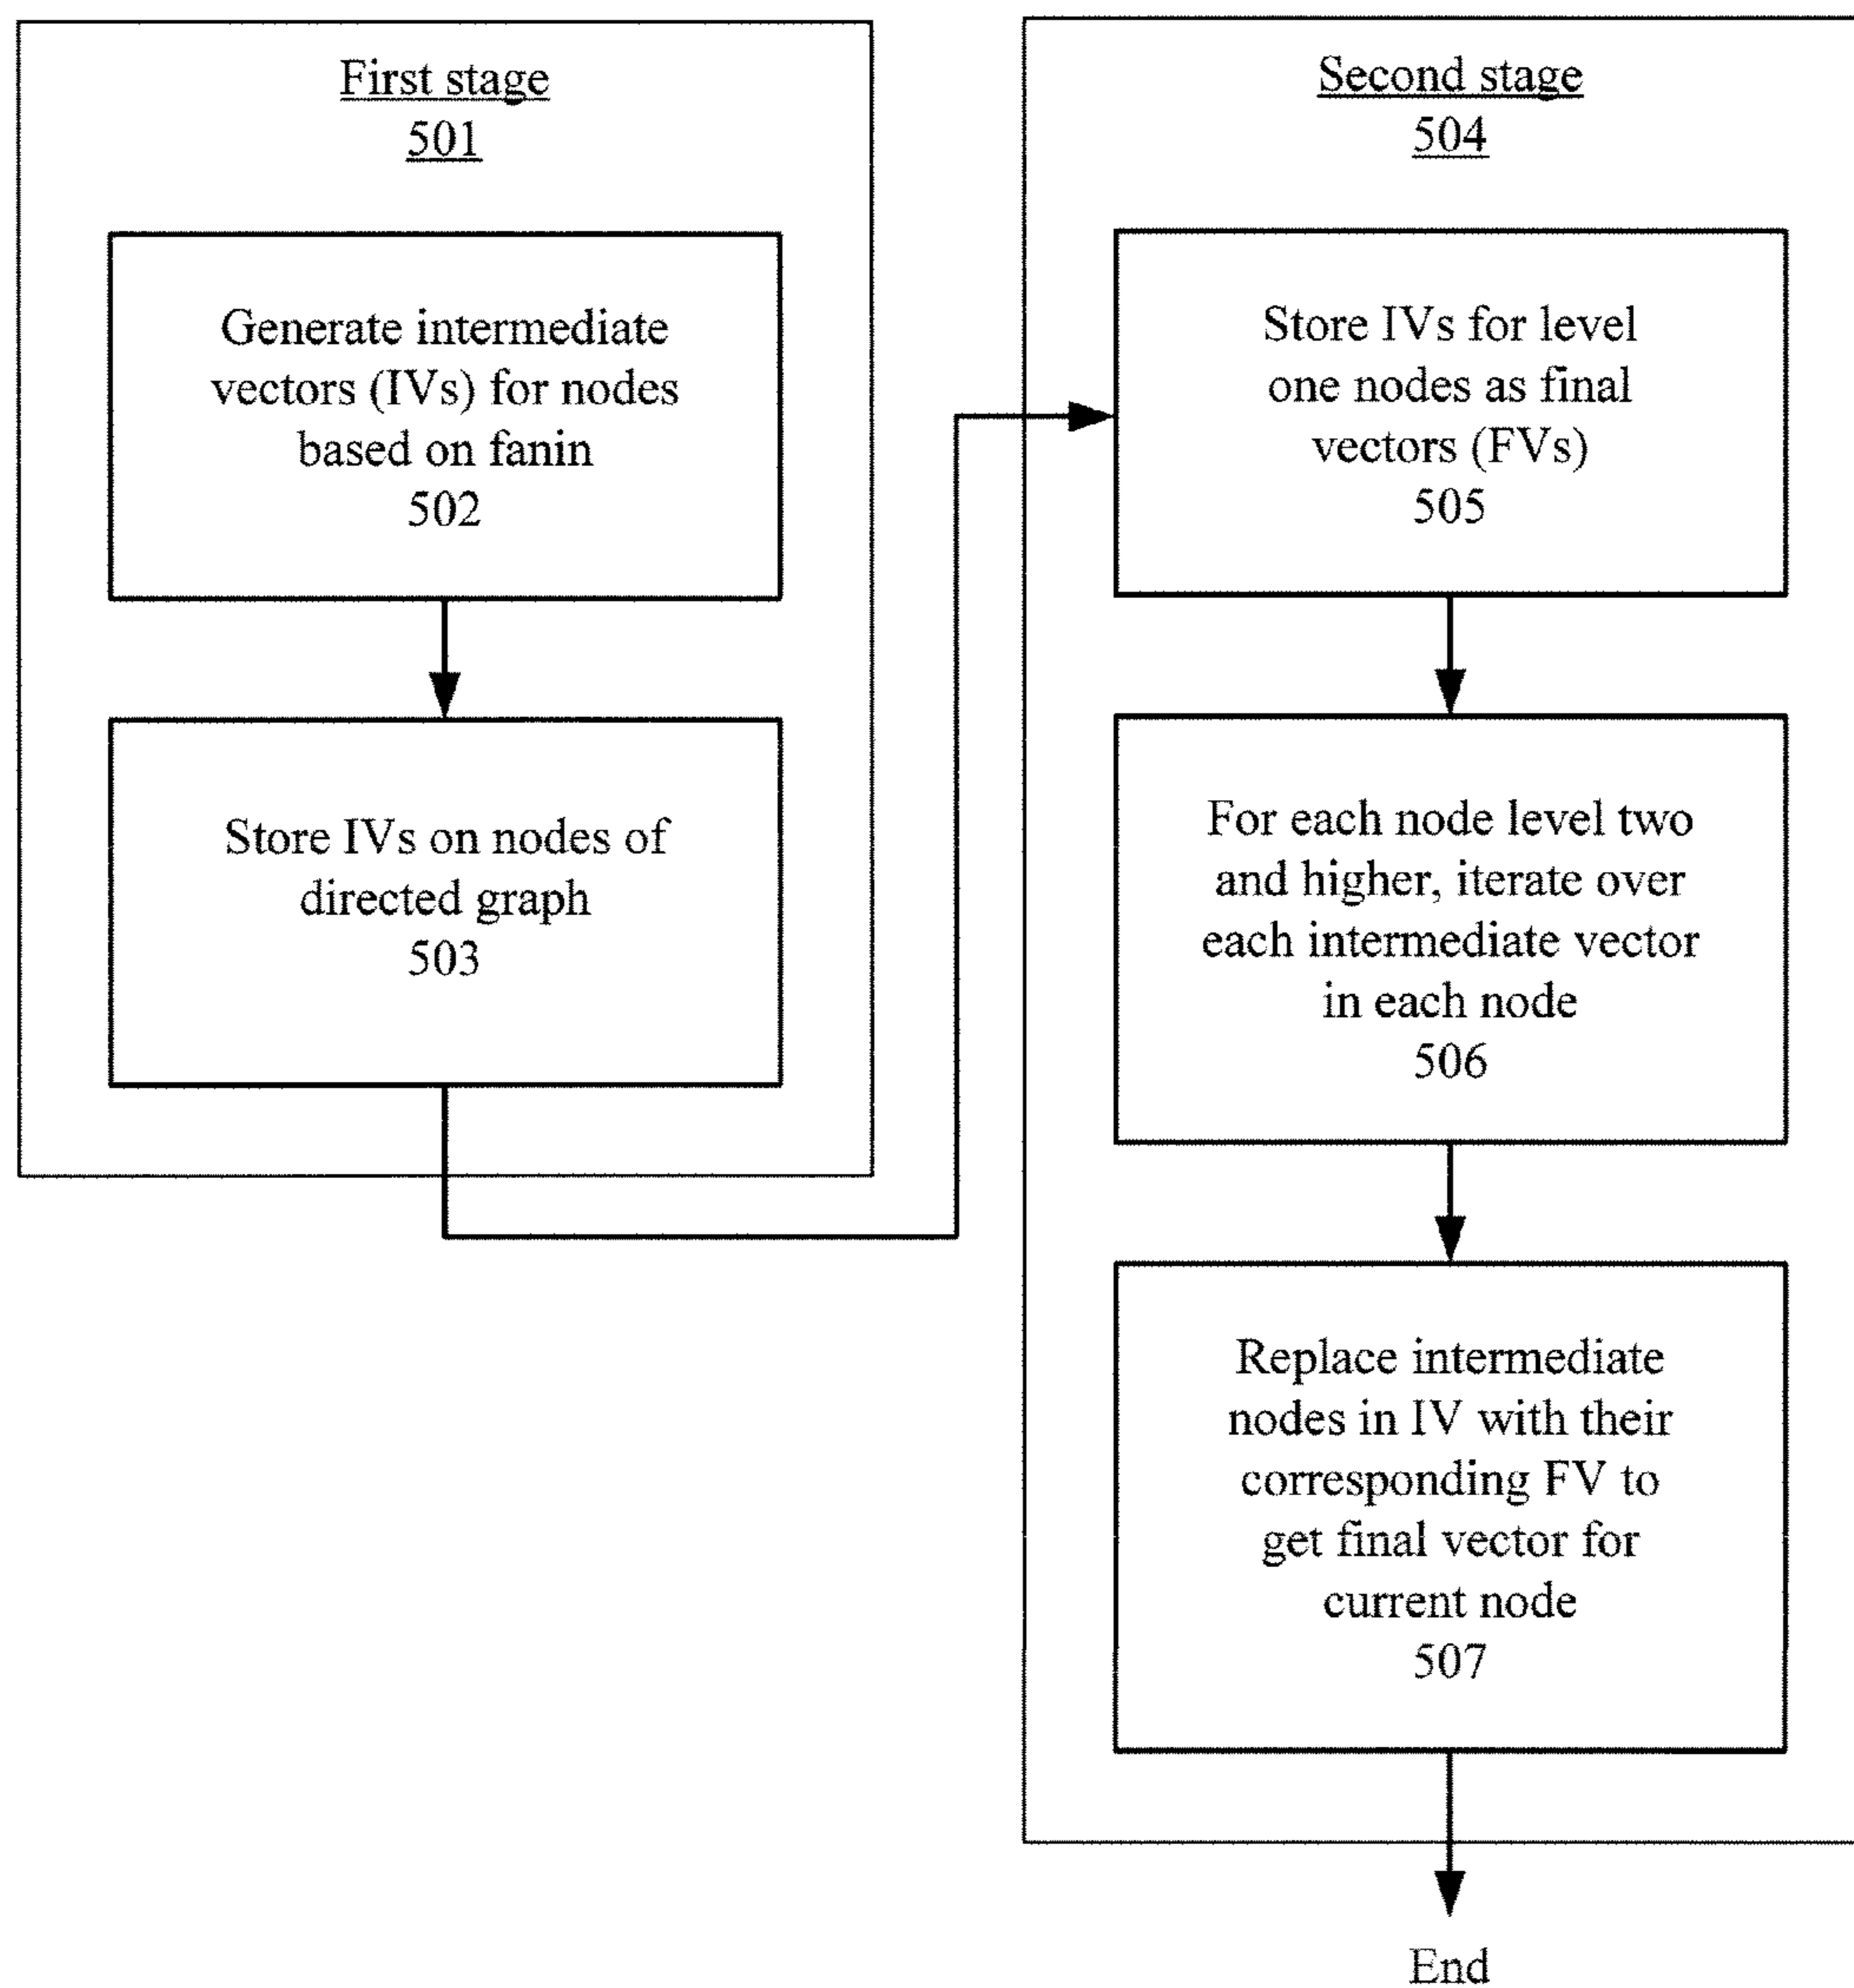 First stage
501
Generate intermediate
vectors (IVs) for nodes
based on fanin
502
Store IVs on nodes of
directed graph
503
Second stage
504
Store IVs for level
one nodes as final
vectors (FVs)
505
For each node level two
and higher, iterate over
each intermediate vector
in each node
506
Replace intermediate
nodes in IV with their
corresponding FV to
get final vector for
current node
507
End